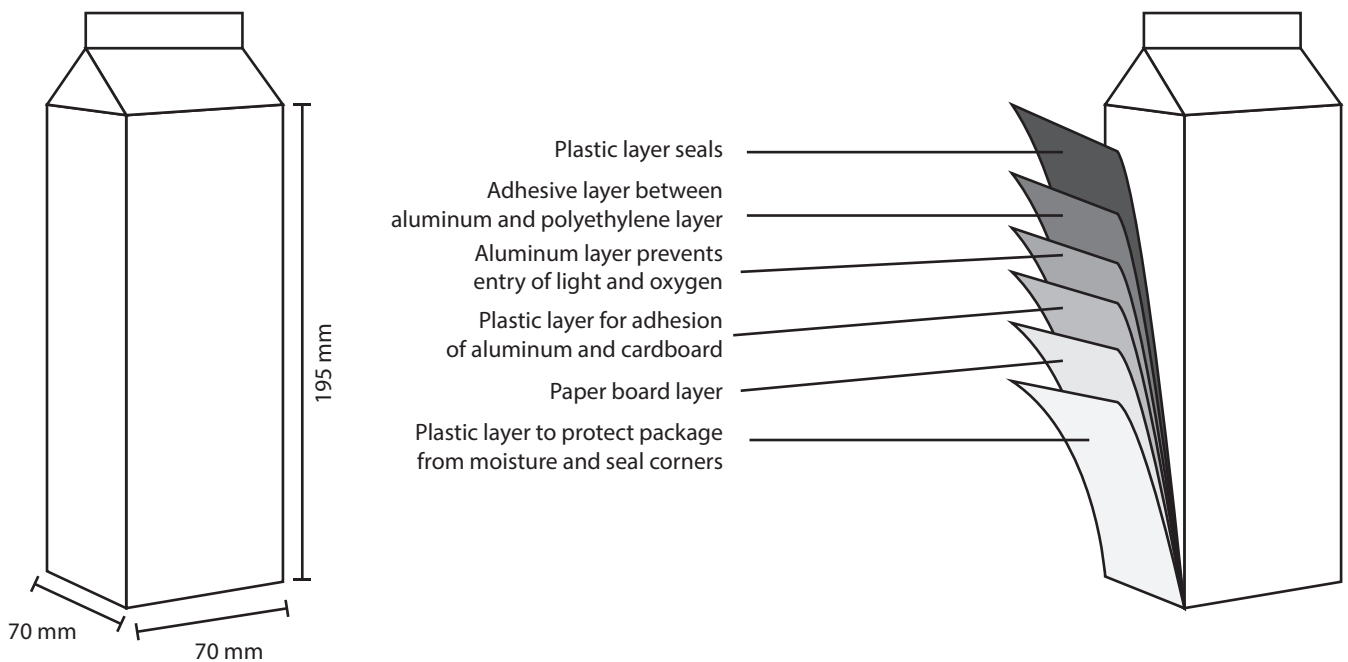 195 mm
70 mm
70 mm
Plastic layer seals
Adhesive layer between
aluminum and polyethylene layer
Aluminum layer prevents
entry of light and oxygen
Plastic layer for adhesion
of aluminum and cardboard
Paper board layer
Plastic layer to protect package
from moisture and seal corners